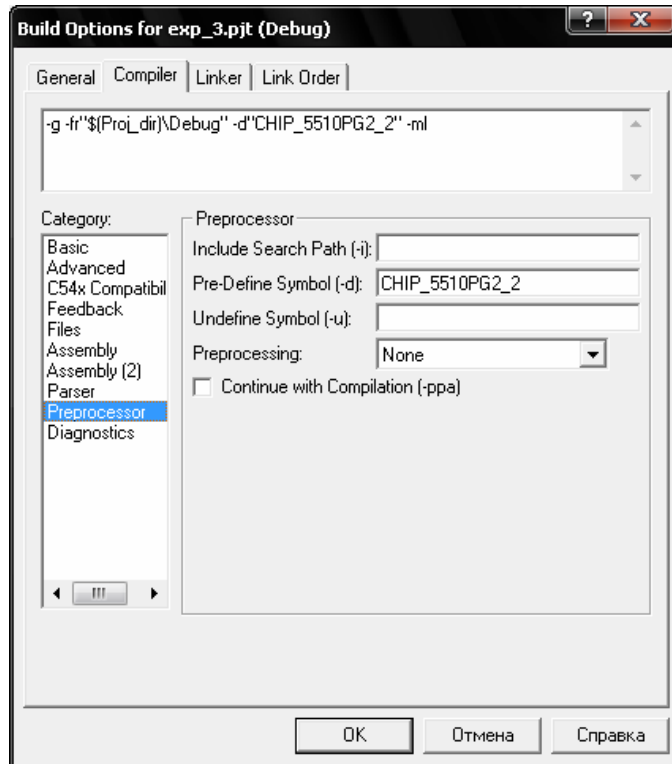 Build Options for exp_3.pjt (Debug)
General Compiler Linker Link Order
-g -fr"$(Proj_dir)\Debug" -d"CHIP_5510PG2_2" -ml
Category:
Basic
Advanced
C54x Compatibil
Feedback
Files
Assembly
Assembly (2)
Parser
Preprocessor
Diagnostics
Preprocessor
Include Search Path (-i):
Pre-Define Symbol (-d): CHIP_5510PG2_2
Undefine Symbol (-u):
Preprocessing: None
Continue with Compilation (-ppa)
OK Отмена Справка